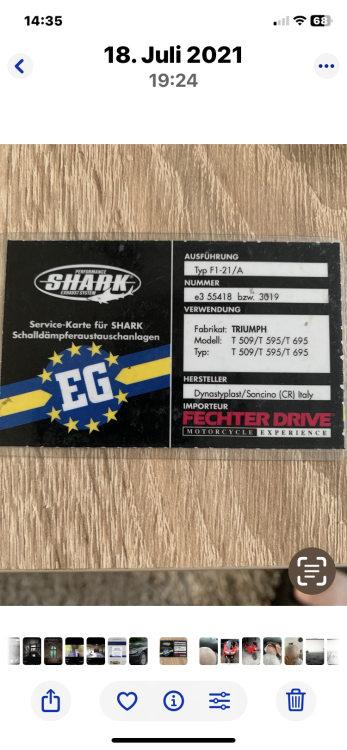 14:35
68
18. Juli 2021
19:24
PERFORMANCE
SHARK
EXHAUST SYSTEM
Service-Karte für SHARK
Schalldämpferaustauschanlagen
EG
AUSFÜHRUNG
Typ F1-21/A
NUMMER
e3 55418 bzw. 3019
VERWENDUNG
Fabrikat: TRIUMPH
Modell: T 509/T 595/T 695
Typ: T 509/T 595/T 695
HERSTELLER
Dynastyplast/Soncino (CR) Italy
IMPORTEUR
FECHTER DRIVE
MOTORCYCLE EXPERIENCE